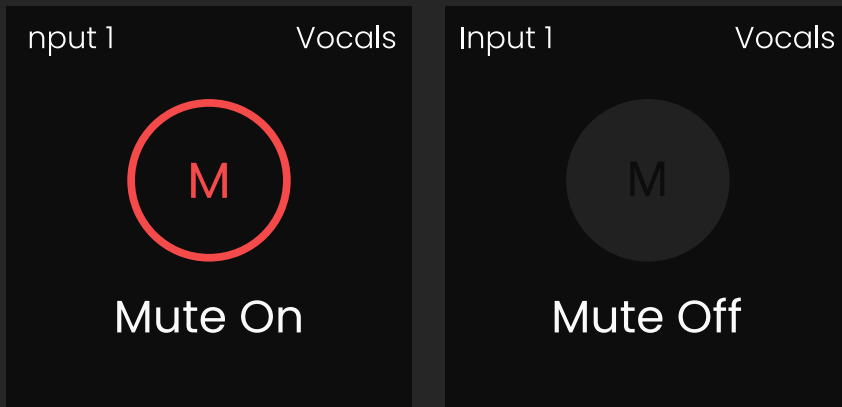 nput 1 Vocals
M
Mute On
Input 1 Vocals
M
Mute Off